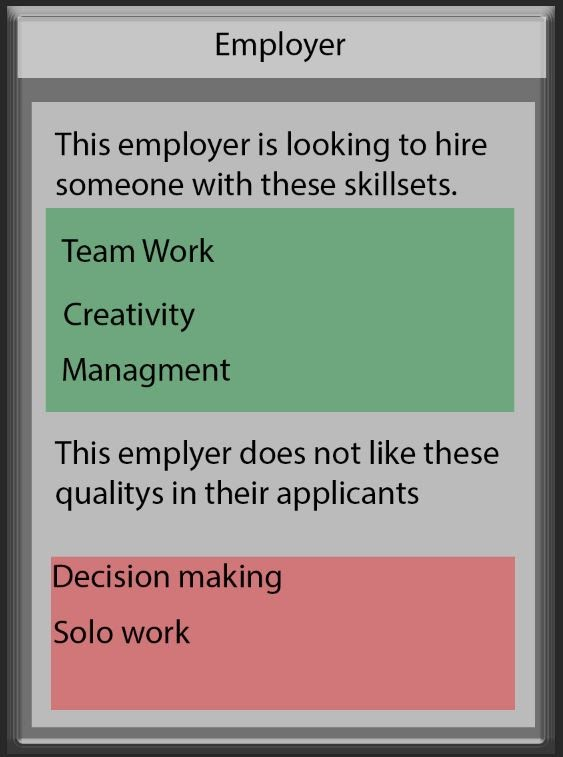 Employer
This employer is looking to hire
someone with these skillsets.
Team Work
Creativity
Managment
This emplyer does not like these
qualitys in their applicants
Decision making
Solo work